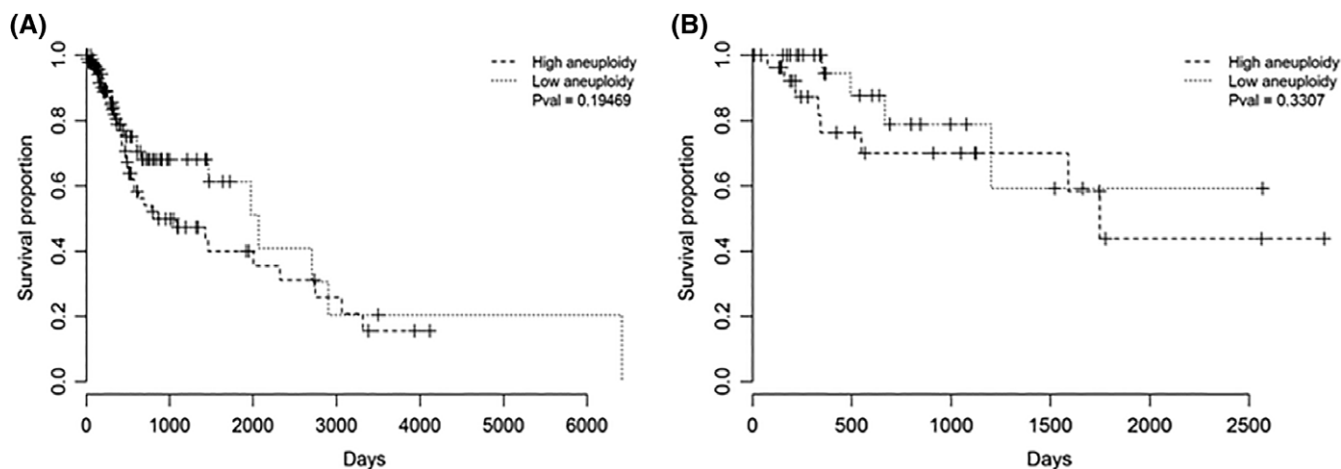 (A)
High aneuploidy
Low aneuploidy
Pval = 0.19469
Survival proportion
1.0
0.8
0.6
0.4
0.2
0.0
0 1000 2000 3000 4000 5000 6000
Days
(B)
High aneuploidy
Low aneuploidy
Pval = 0.3307
Survival proportion
1.0
0.8
0.6
0.4
0.2
0.0
0 500 1000 1500 2000 2500
Days